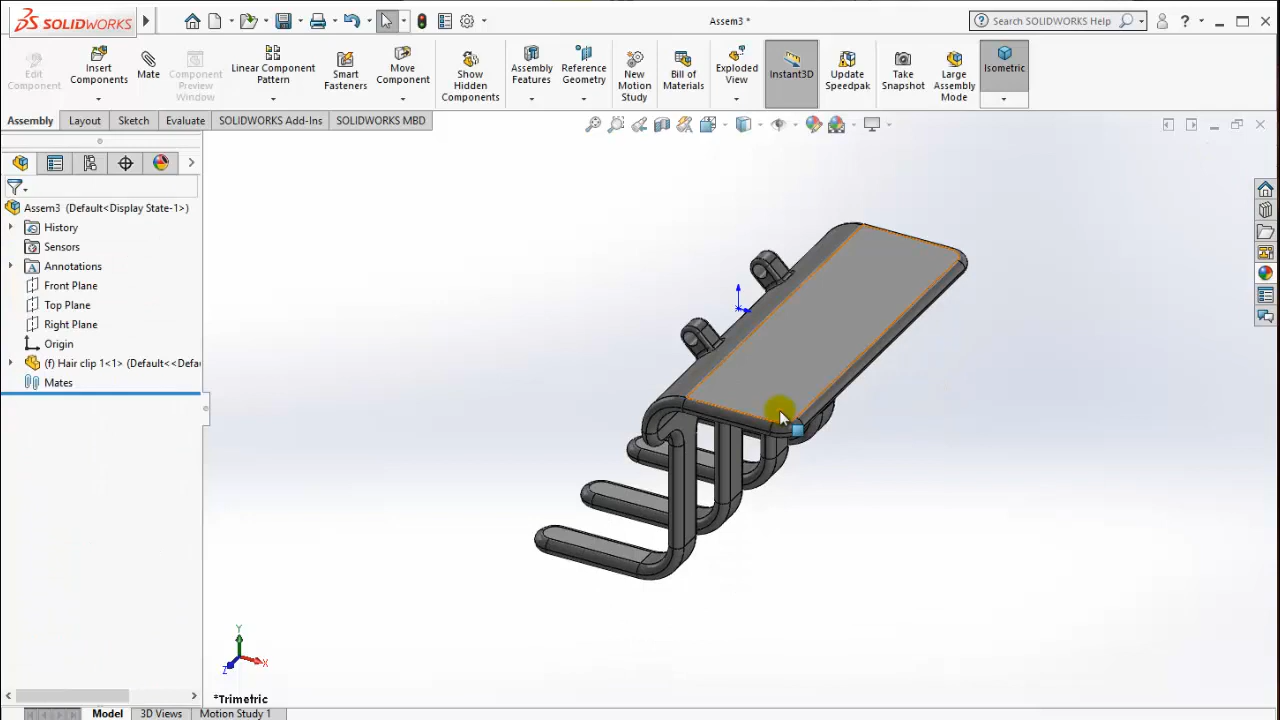 SOLIDWORKS
Assem3 *
Search SOLIDWORKS Help
Edit Component
Insert Components
Mate
Component Preview Window
Linear Component Pattern
Smart Fasteners
Move Component
Show Hidden Components
Assembly Features
Reference Geometry
New Motion Study
Bill of Materials
Exploded View
Instant3D
Update Speedpak
Take Snapshot
Large Assembly Mode
Isometric
Assembly
Layout
Sketch
Evaluate
SOLIDWORKS Add-Ins
SOLIDWORKS MBD
Assem3 (Default<Display State-1>)
History
Sensors
Annotations
Front Plane
Top Plane
Right Plane
Origin
(f) Hair clip 1<1> (Default<<Defa
Mates
Y
X
Z
*Trimetric
Model
3D Views
Motion Study 1